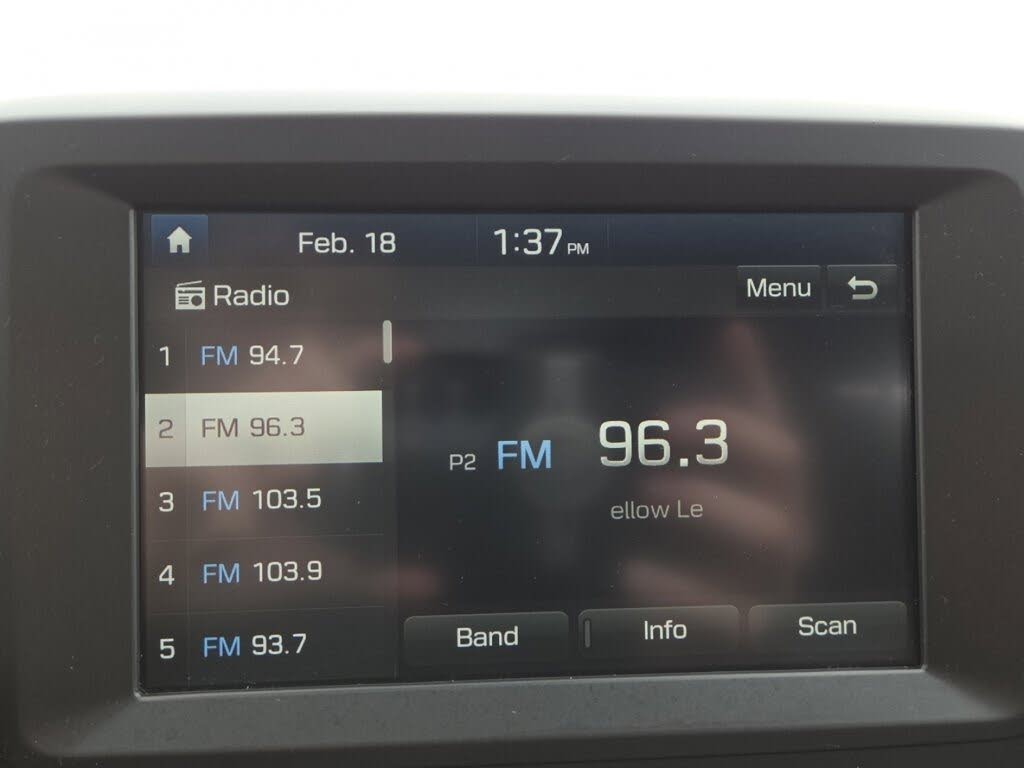 Feb. 18 1:37 PM
Radio
Menu
1 FM 94.7
2 FM 96.3
3 FM 103.5
4 FM 103.9
5 FM 93.7
P2 FM 96.3
ellow Le
Band Info Scan